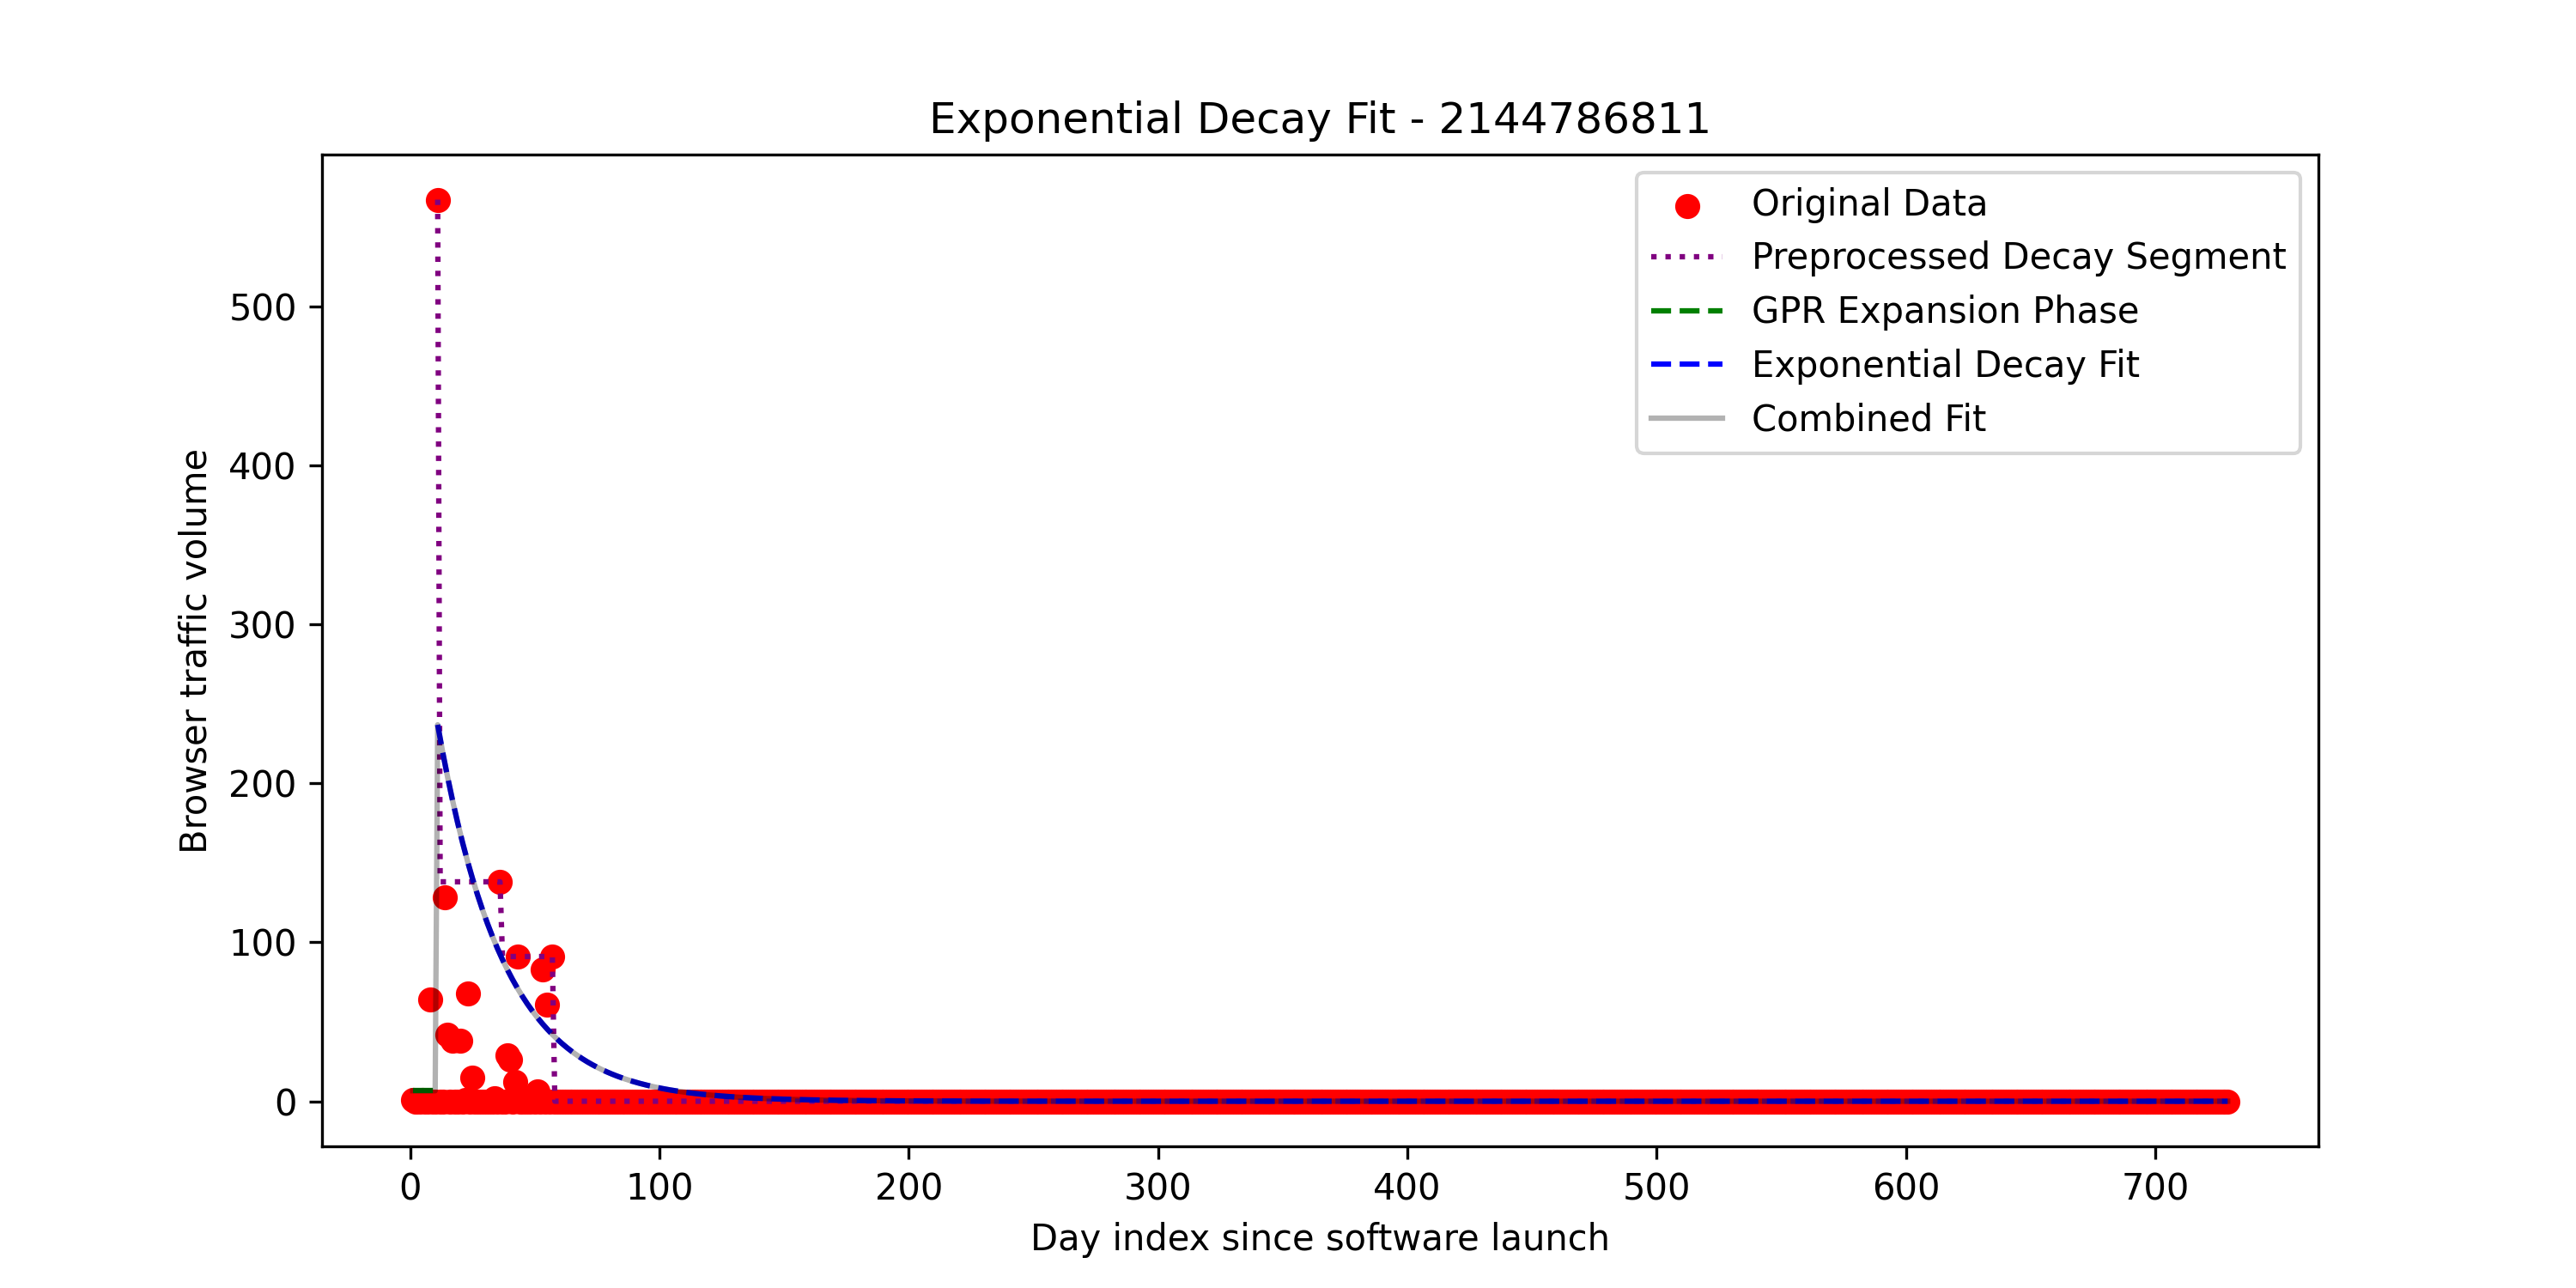 Exponential Decay Fit - 2144786811
Original Data
Preprocessed Decay Segment
GPR Expansion Phase
Exponential Decay Fit
Combined Fit
Browser traffic volume
500
400
300
200
100
0
0 100 200 300 400 500 600 700
Day index since software launch